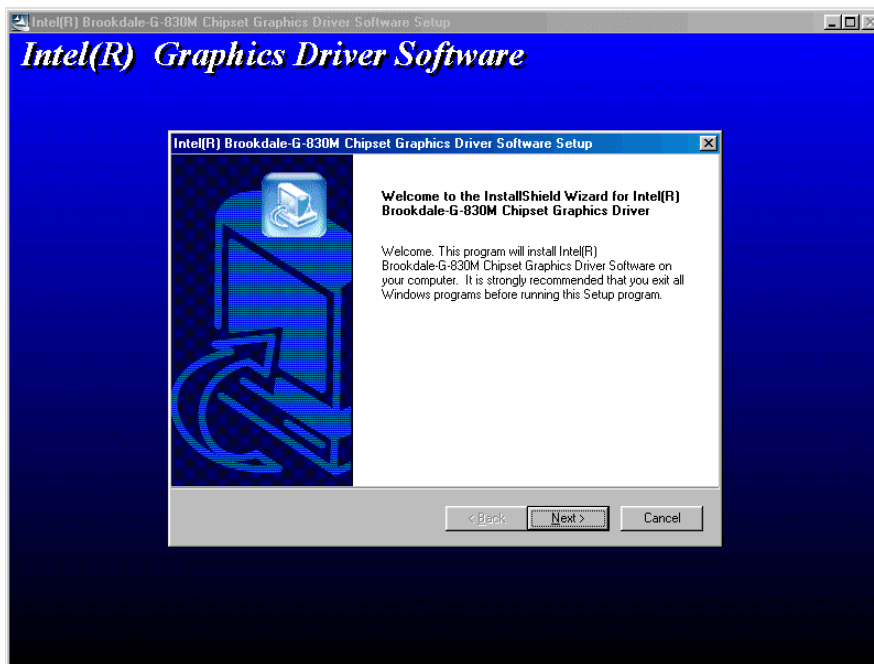 Intel(R) Brookdale-G-830M Chipset Graphics Driver Software Setup
Intel(R) Graphics Driver Software
Intel(R) Brookdale-G-830M Chipset Graphics Driver Software Setup
Welcome to the InstallShield Wizard for Intel(R)
Brookdale-G-830M Chipset Graphics Driver
Welcome. This program will install Intel(R)
Brookdale-G-830M Chipset Graphics Driver Software on
your computer. It is strongly recommended that you exit all
Windows programs before running this Setup program.
< Back
Next >
Cancel